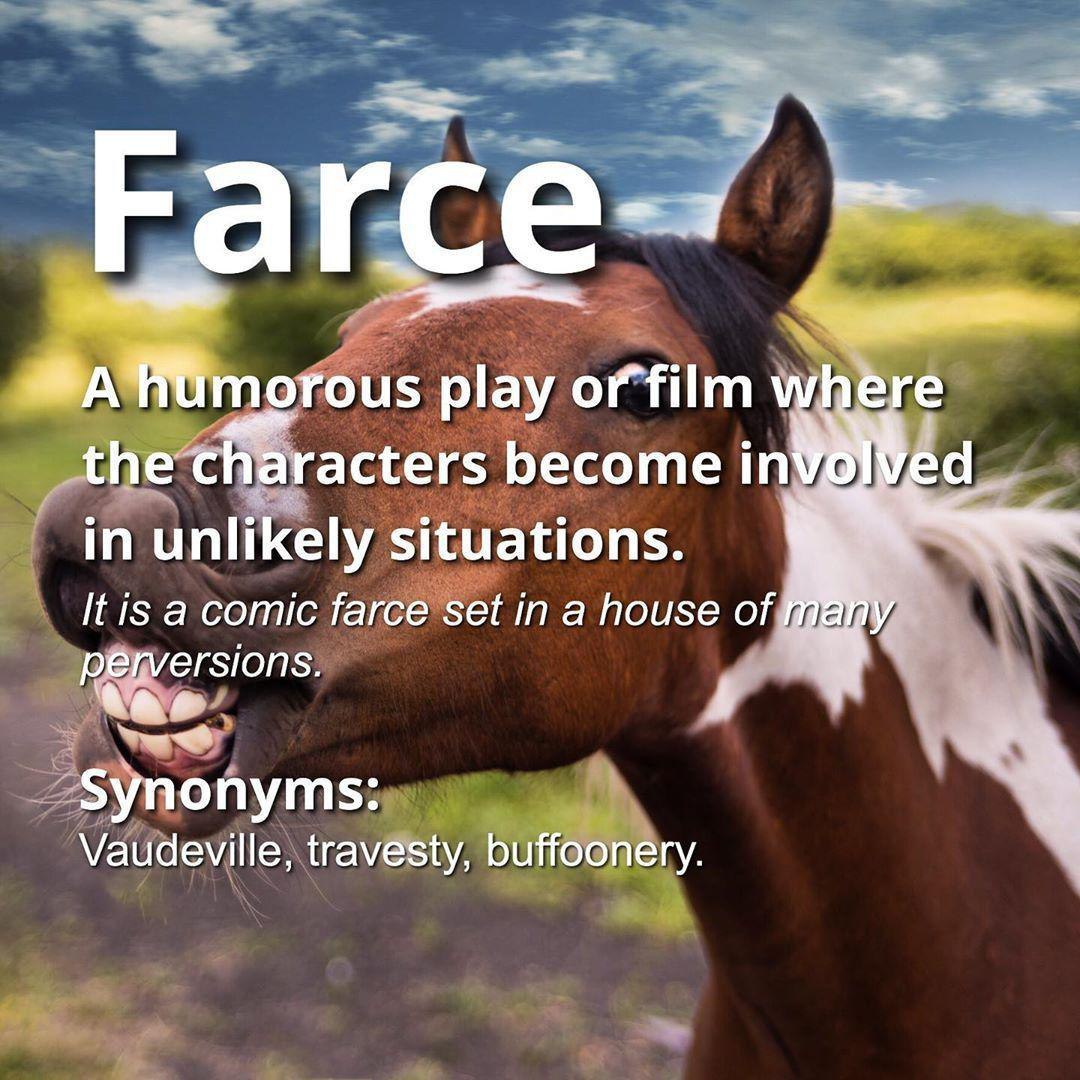 Farce
A humorous play or film where
the characters become involved
in unlikely situations.
It is a comic farce set in a house of many
perversions.
Synonyms:
Vaudeville, travesty, buffoonery.